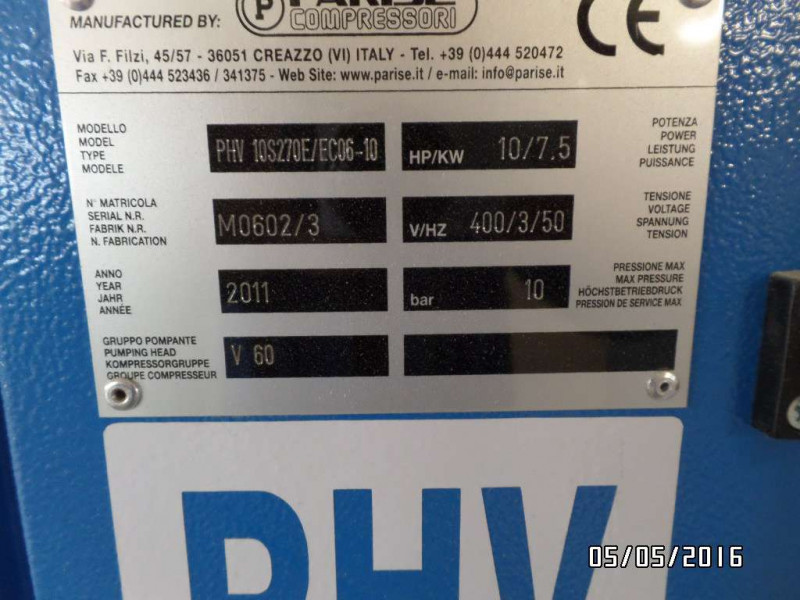 MANUFACTURED BY: P PARISE
COMPRESSORI
CE
Via F. Filzi, 45/57 - 36051 CREAZZO (VI) ITALY - Tel. +39 (0)444 520472
Fax +39 (0)444 523436 / 341375 - Web Site: www.parise.it / e-mail: info@parise.it
MODELLO
MODEL
TYPE
MODELE
PHV 10S270E/EC06-10
HP/KW 10/7.5
POTENZA
POWER
LEISTUNG
PUISSANCE
N° MATRICOLA
SERIAL N.R.
FABRIK N.R.
N. FABRICATION
M0602/3
V/HZ 400/3/50
TENSIONE
VOLTAGE
SPANNUNG
TENSION
ANNO
YEAR
JAHR
ANNÉE
2011
bar 10
PRESSIONE MAX
MAX PRESSURE
HÖCHSTBETRIEBDRUCK
PRESSION DE SERVICE MAX
GRUPPO POMPANTE
PUMPING HEAD
KOMPRESSORGRUPPE
GROUPE COMPRESSEUR
V 60
PHV
05/05/2016